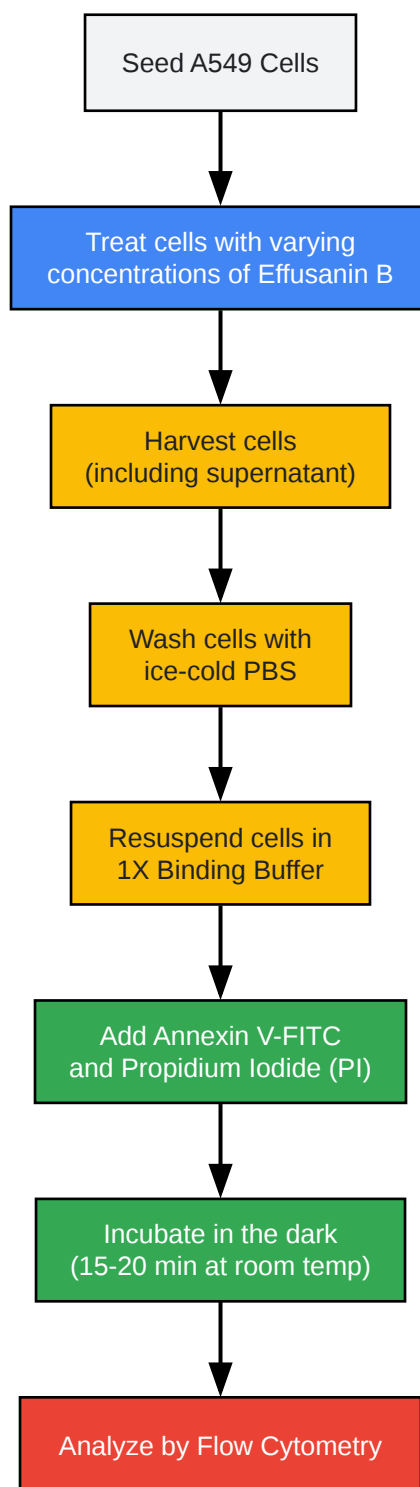 Seed A549 Cells
Treat cells with varying
concentrations of Effusanin B
Harvest cells
(including supernatant)
Wash cells with
ice-cold PBS
Resuspend cells in
1X Binding Buffer
Add Annexin V-FITC
and Propidium Iodide (PI)
Incubate in the dark
(15-20 min at room temp)
Analyze by Flow Cytometry